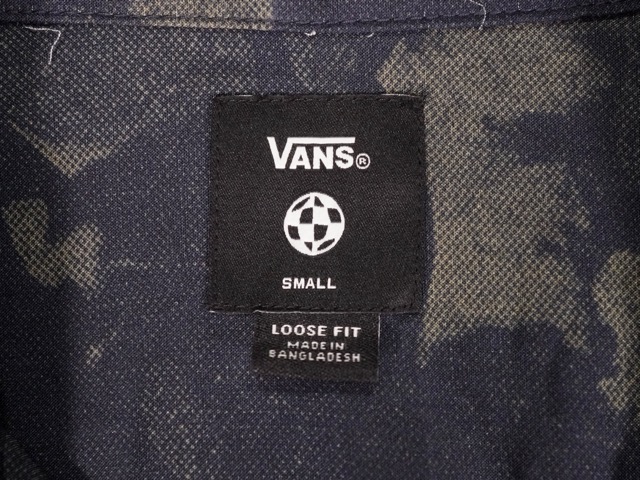 VANS®
SMALL
LOOSE FIT
MADE IN
BANGLADESH